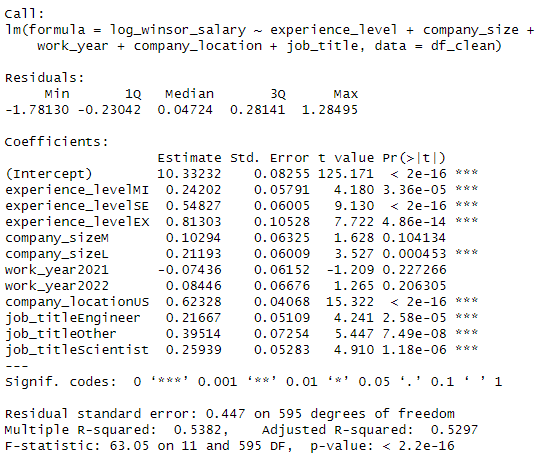 Call:
lm(formula = log_winsor_salary ~ experience_level + company_size +
    work_year + company_location + job_title, data = df_clean)

Residuals:
     Min       1Q   Median       3Q      Max
-1.78130 -0.23042  0.04724  0.28141  1.28495

Coefficients:
                   Estimate Std. Error t value Pr(>|t|)
(Intercept)        10.33232    0.08255 125.171  < 2e-16 ***
experience_levelMI  0.24202    0.05791   4.180 3.36e-05 ***
experience_levelSE  0.54827    0.06005   9.130  < 2e-16 ***
experience_levelEX  0.81303    0.10528   7.722 4.86e-14 ***
company_sizeM       0.10294    0.06325   1.628 0.104134
company_sizeL       0.21193    0.06009   3.527 0.000453 ***
work_year2021      -0.07436    0.06152  -1.209 0.227266
work_year2022       0.08446    0.06676   1.265 0.206305
company_locationUS  0.62328    0.04068  15.322  < 2e-16 ***
job_titleEngineer   0.21667    0.05109   4.241 2.58e-05 ***
job_titleOther      0.39514    0.07254   5.447 7.49e-08 ***
job_titleScientist  0.25939    0.05283   4.910 1.18e-06 ***
---
Signif. codes:  0 ‘***’ 0.001 ‘**’ 0.01 ‘*’ 0.05 ‘.’ 0.1 ‘ ’ 1

Residual standard error: 0.447 on 595 degrees of freedom
Multiple R-squared:  0.5382,    Adjusted R-squared:  0.5297
F-statistic: 63.05 on 11 and 595 DF,  p-value: < 2.2e-16